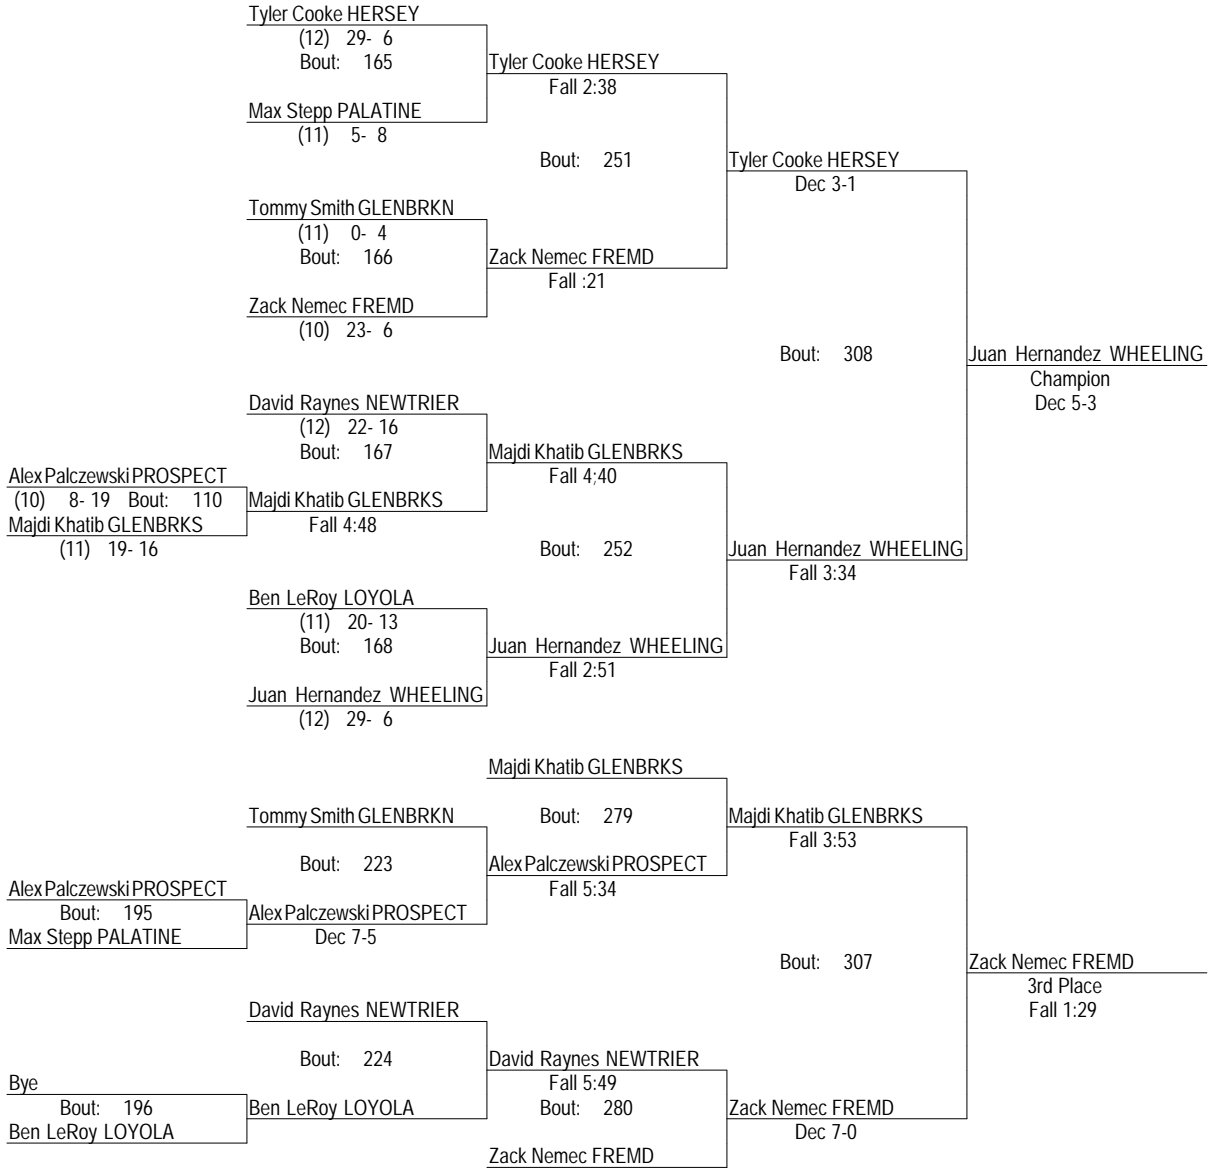 Tyler Cooke HERSEY
(12) 29- 6
Bout: 165
Tyler Cooke HERSEY
Fall 2:38
Max Stepp PALATINE
(11) 5- 8
Bout: 251
Tyler Cooke HERSEY
Dec 3-1
Tommy Smith GLENBRKN
(11) 0- 4
Bout: 166
Zack Nemec FREMD
Fall :21
Zack Nemec FREMD
(10) 23- 6
Bout: 308
Juan Hernandez WHEELING
Champion
Dec 5-3
David Raynes NEWTRIER
(12) 22- 16
Bout: 167
Majdi Khatib GLENBRKS
Fall 4;40
Alex Palczewski PROSPECT
(10) 8- 19 Bout: 110
Majdi Khatib GLENBRKS
Fall 4:48
Majdi Khatib GLENBRKS
(11) 19- 16
Bout: 252
Juan Hernandez WHEELING
Fall 3:34
Ben LeRoy LOYOLA
(11) 20- 13
Bout: 168
Juan Hernandez WHEELING
Fall 2:51
Juan Hernandez WHEELING
(12) 29- 6
Majdi Khatib GLENBRKS
Tommy Smith GLENBRKN
Bout: 279
Majdi Khatib GLENBRKS
Fall 3:53
Bout: 223
Alex Palczewski PROSPECT
Fall 5:34
Alex Palczewski PROSPECT
Bout: 195
Alex Palczewski PROSPECT
Dec 7-5
Max Stepp PALATINE
Bout: 307
Zack Nemec FREMD
3rd Place
Fall 1:29
David Raynes NEWTRIER
Bout: 224
David Raynes NEWTRIER
Fall 5:49
Bye
Bout: 196
Ben LeRoy LOYOLA
Ben LeRoy LOYOLA
Bout: 280
Zack Nemec FREMD
Dec 7-0
Zack Nemec FREMD